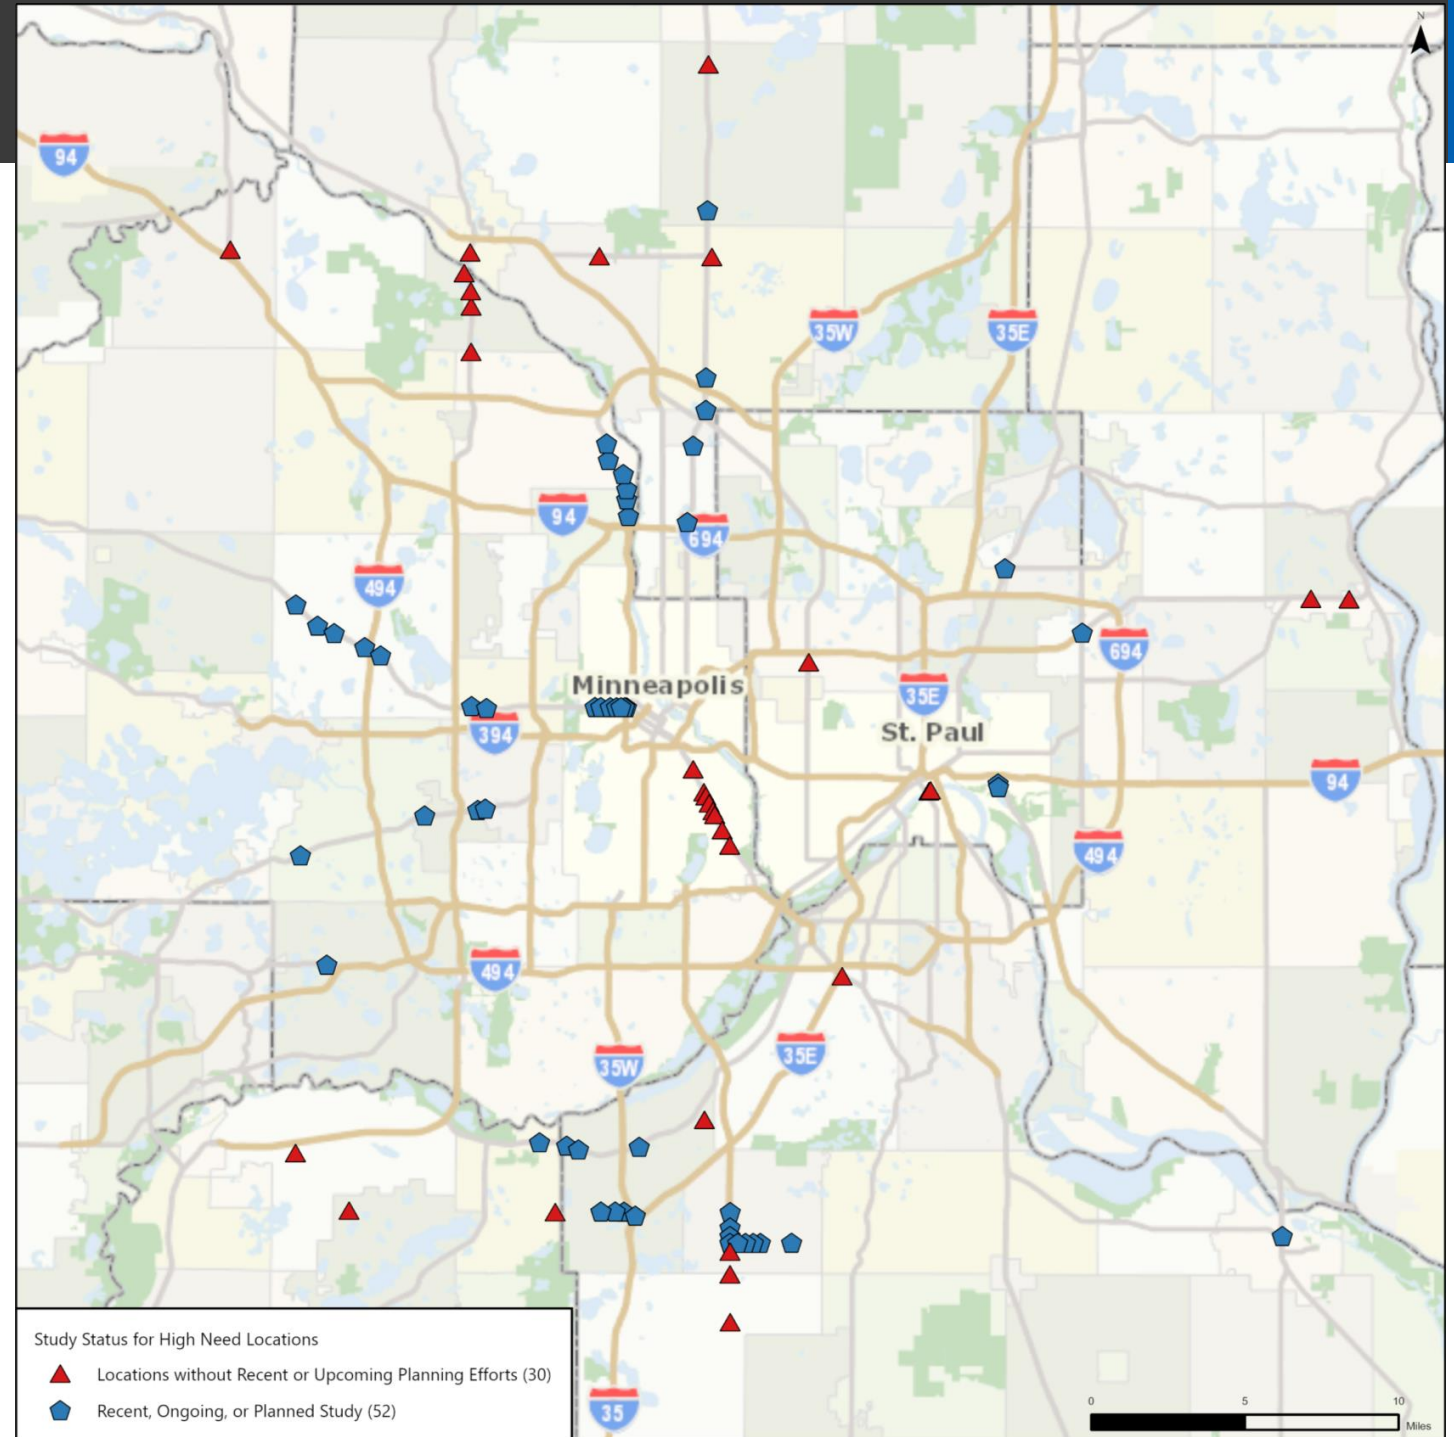 N
94
35W
35E
94
694
494
694
Minneapolis
35E
394
St. Paul
94
494
494
35E
35W
Study Status for High Need Locations
Locations without Recent or Upcoming Planning Efforts (30)
Recent, Ongoing, or Planned Study (52)
35
0 5 10
Miles